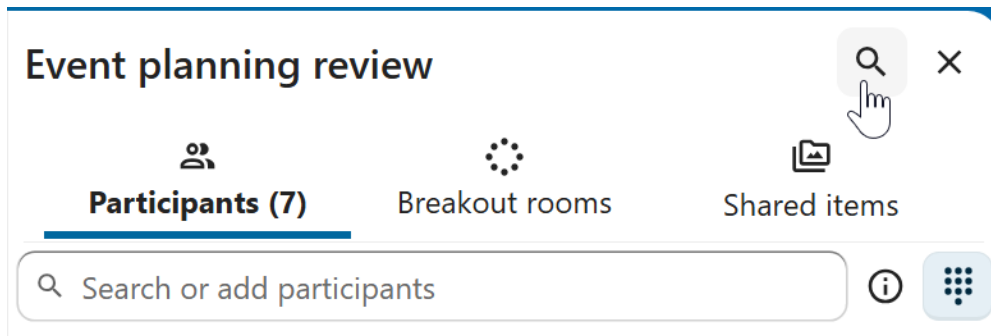 Event planning review
Participants (7)
Breakout rooms
Shared items
Search or add participants